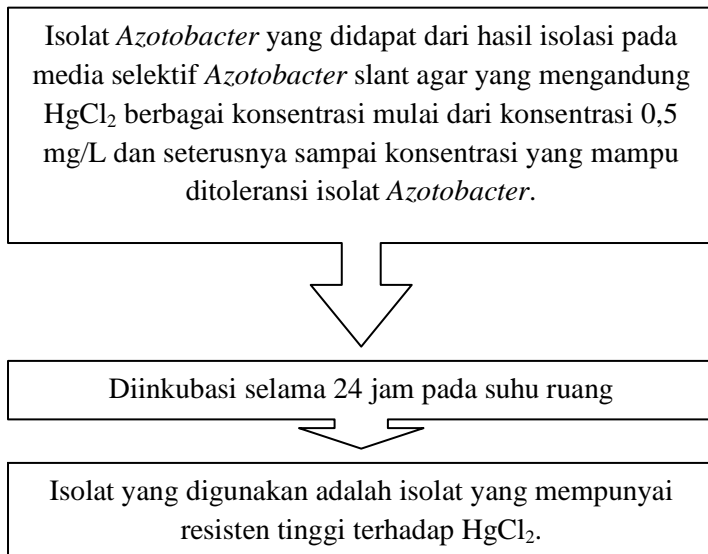 Isolat Azotobacter yang didapat dari hasil isolasi pada
media selektif Azotobacter slant agar yang mengandung
HgCl₂ berbagai konsentrasi mulai dari konsentrasi 0,5
mg/L dan seterusnya sampai konsentrasi yang mampu
ditoleransi isolat Azotobacter.
Diinkubasi selama 24 jam pada suhu ruang
Isolat yang digunakan adalah isolat yang mempunyai
resisten tinggi terhadap HgCl₂.